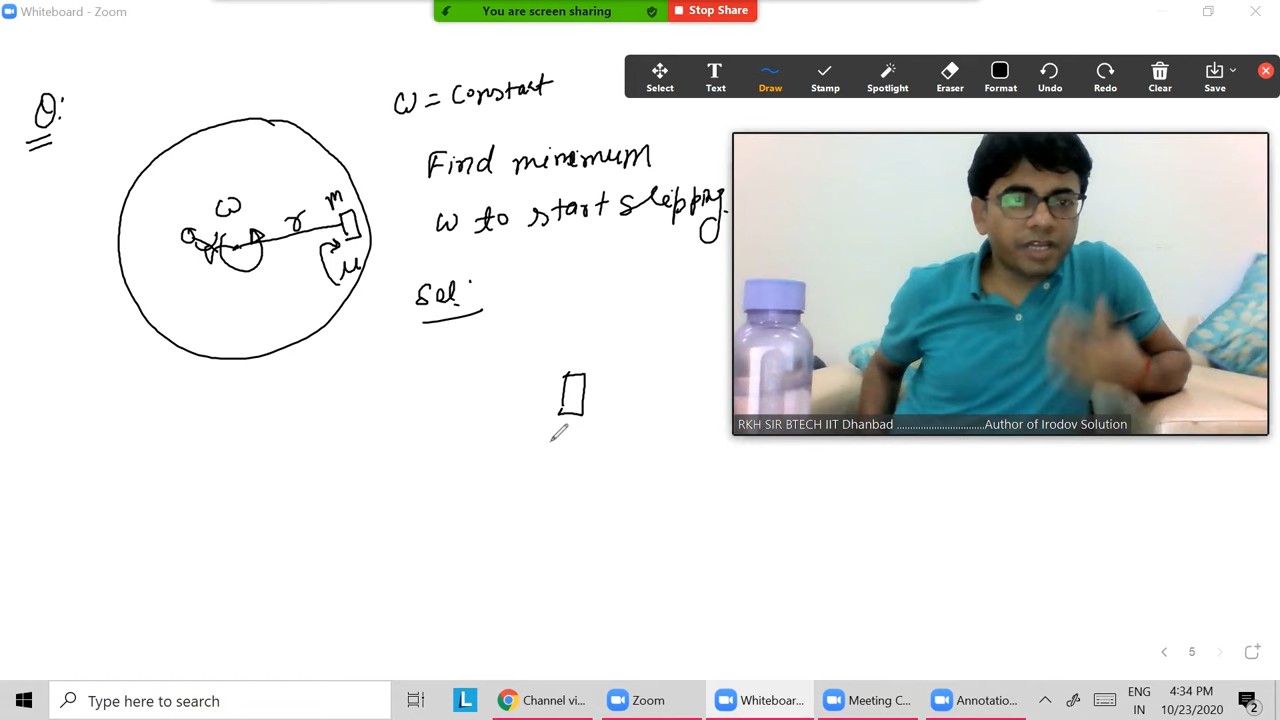 Whiteboard - Zoom
You are screen sharing
Stop Share
Select
Text
Draw
Stamp
Spotlight
Eraser
Format
Undo
Redo
Clear
Save
Q:
ω = constant
Find minimum
ω to start slipping.
Sol:
ω
r
m
O
μ
RKH SIR BTECH IIT Dhanbad ................................Author of Irodov Solution
5
Type here to search
L
Channel vi...
Zoom
Whiteboar...
Meeting C...
Annotatio...
ENG
IN
4:34 PM
10/23/2020
2